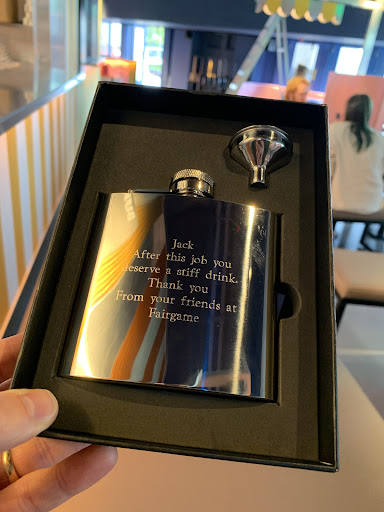 Jack
After this job you
deserve a stiff drink.
Thank you
From your friends at
Fairgame